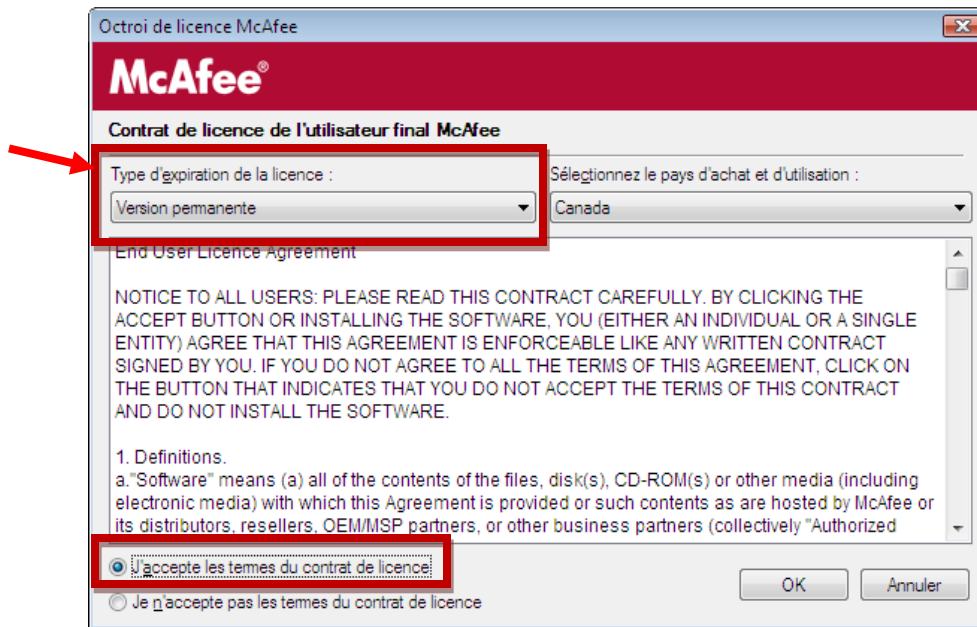 Octroi de licence McAfee
McAfee®
Contrat de licence de l'utilisateur final McAfee
Type d'expiration de la licence :
Sélectionnez le pays d'achat et d'utilisation :
Version permanente
Canada
End User Licence Agreement
NOTICE TO ALL USERS: PLEASE READ THIS CONTRACT CAREFULLY. BY CLICKING THE
ACCEPT BUTTON OR INSTALLING THE SOFTWARE, YOU (EITHER AN INDIVIDUAL OR A SINGLE
ENTITY) AGREE THAT THIS AGREEMENT IS ENFORCEABLE LIKE ANY WRITTEN CONTRACT
SIGNED BY YOU. IF YOU DO NOT AGREE TO ALL THE TERMS OF THIS AGREEMENT, CLICK ON
THE BUTTON THAT INDICATES THAT YOU DO NOT ACCEPT THE TERMS OF THIS CONTRACT
AND DO NOT INSTALL THE SOFTWARE.
1. Definitions.
a."Software" means (a) all of the contents of the files, disk(s), CD-ROM(s) or other media (including
electronic media) with which this Agreement is provided or such contents as are hosted by McAfee or
its distributors, resellers, OEM/MSP partners, or other business partners (collectively "Authorized
J'accepte les termes du contrat de licence
Je n'accepte pas les termes du contrat de licence
OK
Annuler